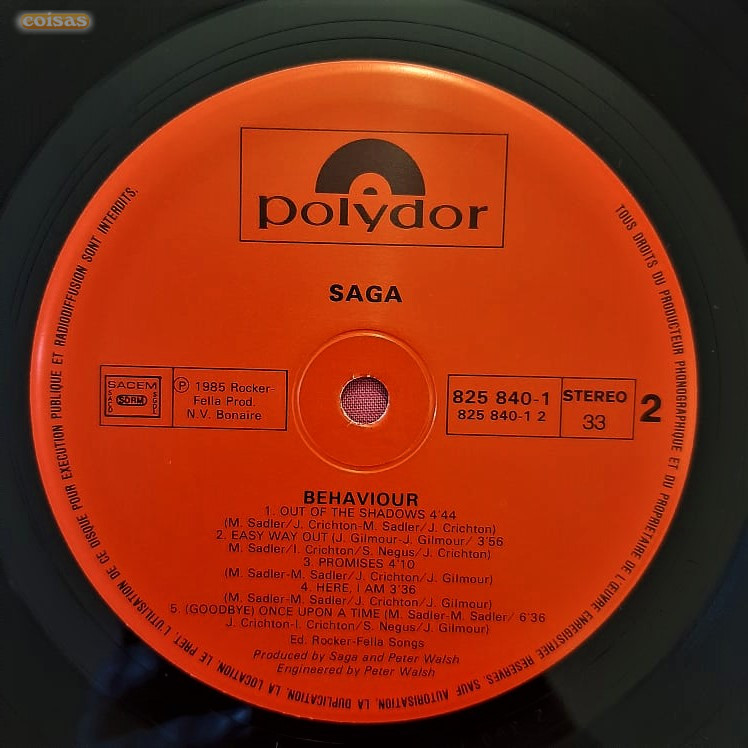 coisas
polydor
SAGA
SACEM
SACD SDRM SGDL
Ⓟ 1985 Rocker-
Fella Prod.
N.V. Bonaire
825 840-1
825 840-1 2
STEREO
33
2
BEHAVIOUR
1. OUT OF THE SHADOWS 4'44
(M. Sadler/J. Crichton-M. Sadler/J. Crichton)
2. EASY WAY OUT (J. Gilmour-J. Gilmour/ 3'56
M. Sadler/I. Crichton/S. Negus/J. Crichton)
3. PROMISES 4'10
(M. Sadler-M. Sadler/J. Crichton/J. Gilmour)
4. HERE, I AM 3'36
(M. Sadler-M. Sadler/J. Crichton/J. Gilmour)
5. (GOODBYE) ONCE UPON A TIME (M. Sadler-M. Sadler/ 6'36
J. Crichton-I. Crichton/S. Negus/J. Gilmour)
Ed. Rocker-Fella Songs
Produced by Saga and Peter Walsh
Engineered by Peter Walsh
TOUS DROITS DU PRODUCTEUR PHONOGRAPHIQUE ET DU PROPRIETAIRE DE L'ŒUVRE ENREGISTREE RESERVES. SAUF AUTORISATION, LA DUPLICATION, LA LOCATION, LE PRET, L'UTILISATION DE CE DISQUE POUR EXECUTION PUBLIQUE ET RADIODIFFUSION SONT INTERDITS.